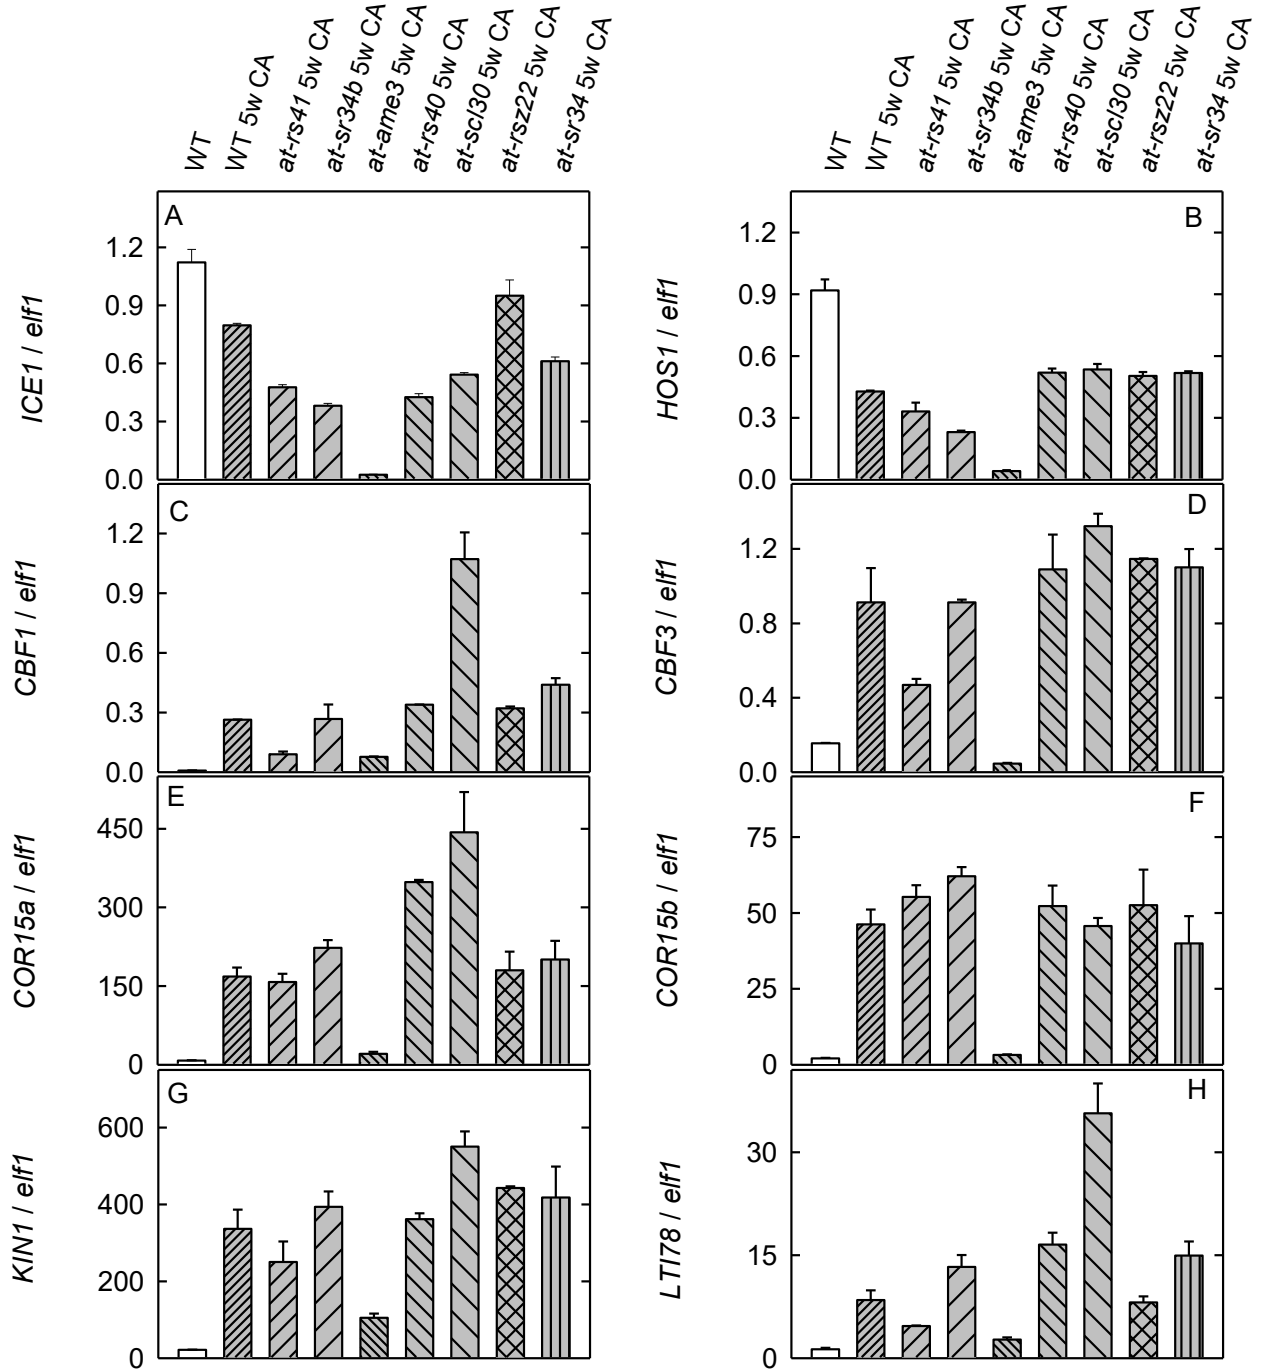 WT
WT 5w CA
at-rs41 5w CA
at-sr34b 5w CA
at-ame3 5w CA
at-rs40 5w CA
at-scl30 5w CA
at-rsz22 5w CA
at-sr34 5w CA
WT
WT 5w CA
at-rs41 5w CA
at-sr34b 5w CA
at-ame3 5w CA
at-rs40 5w CA
at-scl30 5w CA
at-rsz22 5w CA
at-sr34 5w CA
A
ICE1 / elf1
1.2
0.9
0.6
0.3
0.0
B
HOS1 / elf1
1.2
0.9
0.6
0.3
0.0
C
CBF1 / elf1
1.2
0.9
0.6
0.3
0.0
D
CBF3 / elf1
1.2
0.8
0.4
0.0
E
COR15a / elf1
450
300
150
0
F
COR15b / elf1
75
50
25
0
G
KIN1 / elf1
600
400
200
0
H
LTI78 / elf1
30
15
0